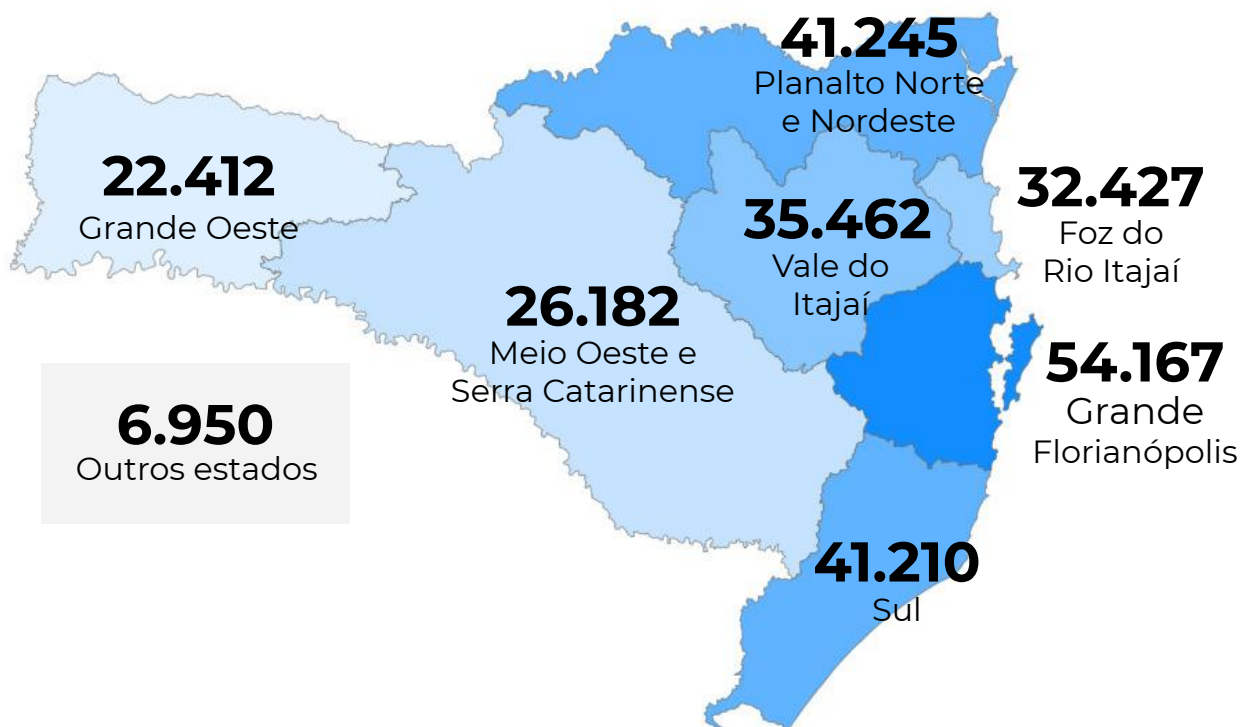 41.245
Planalto Norte
e Nordeste
22.412
Grande Oeste
35.462
Vale do
Itajaí
32.427
Foz do
Rio Itajaí
26.182
Meio Oeste e
Serra Catarinense
54.167
Grande
Florianópolis
6.950
Outros estados
41.210
Sul